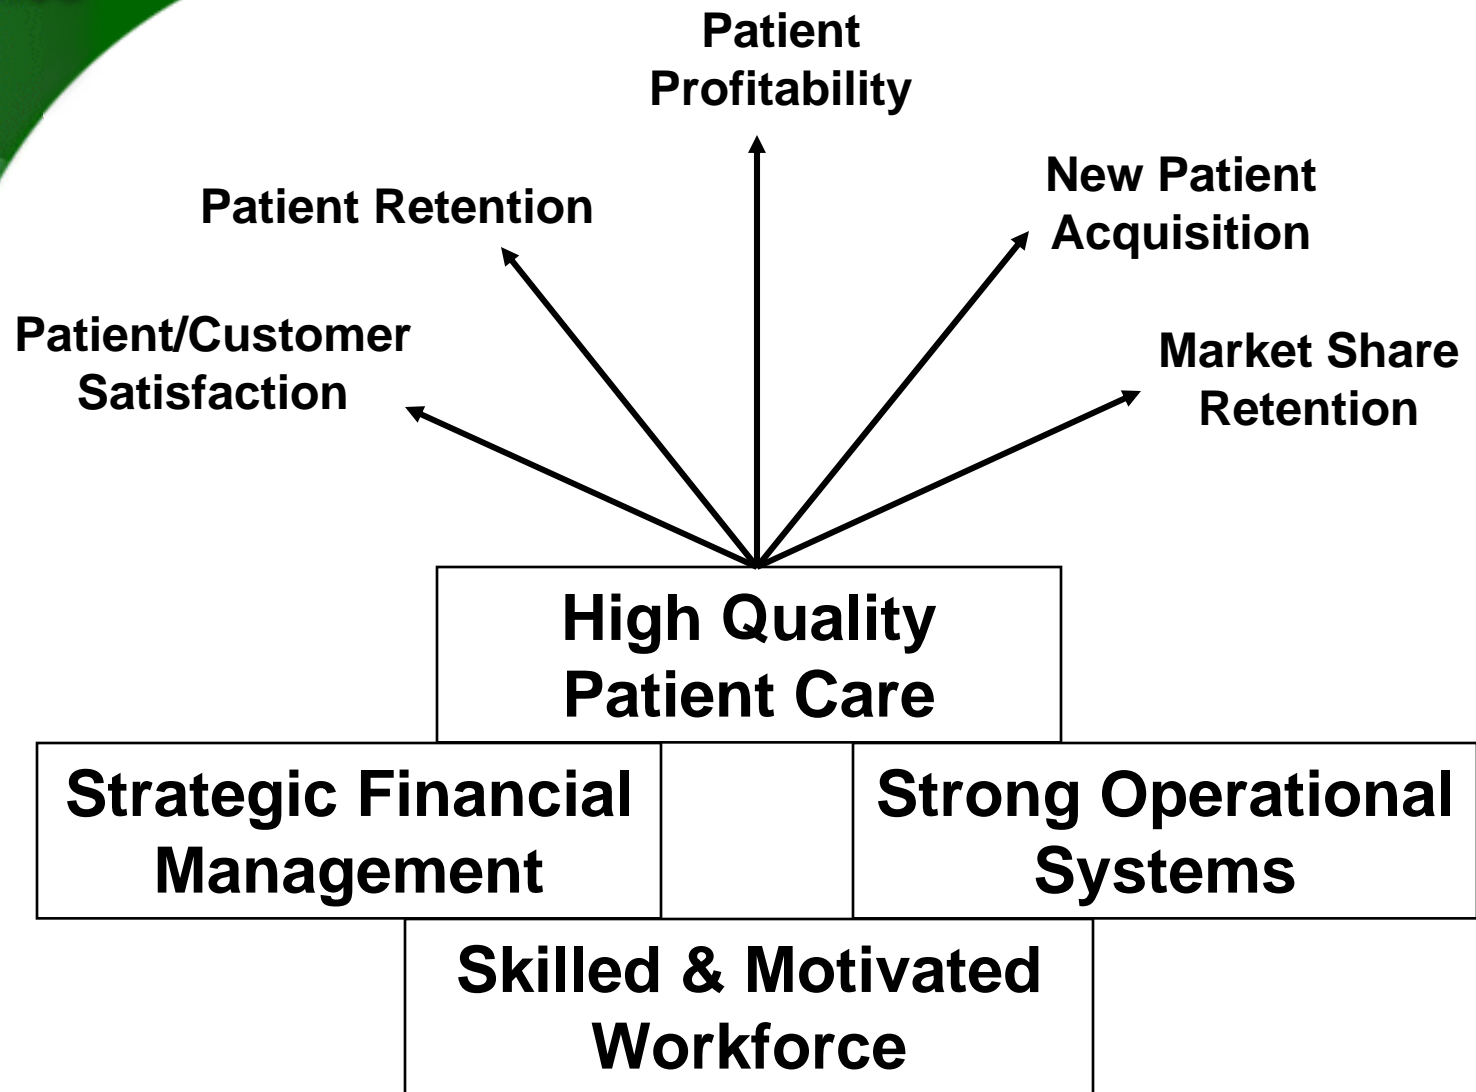 Patient
Profitability
New Patient
Acquisition
Patient Retention
Patient/Customer
Satisfaction
Market Share
Retention
High Quality
Patient Care
Strategic Financial
Management
Strong Operational
Systems
Skilled & Motivated
Workforce